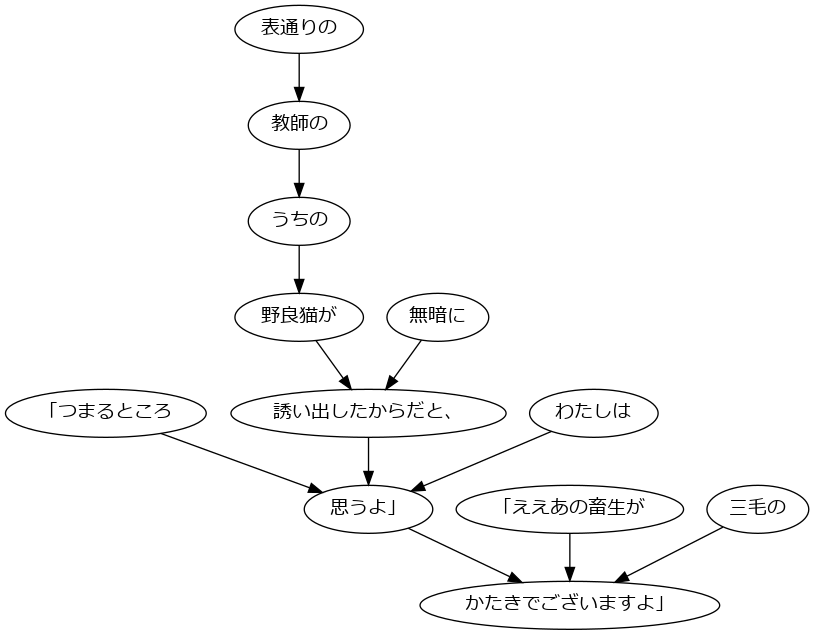 表通りの
教師の
うちの
野良猫が
無暗に
「つまるところ
誘い出したからだと、
わたしは
思うよ」
「ええあの畜生が
三毛の
かたきでございますよ」